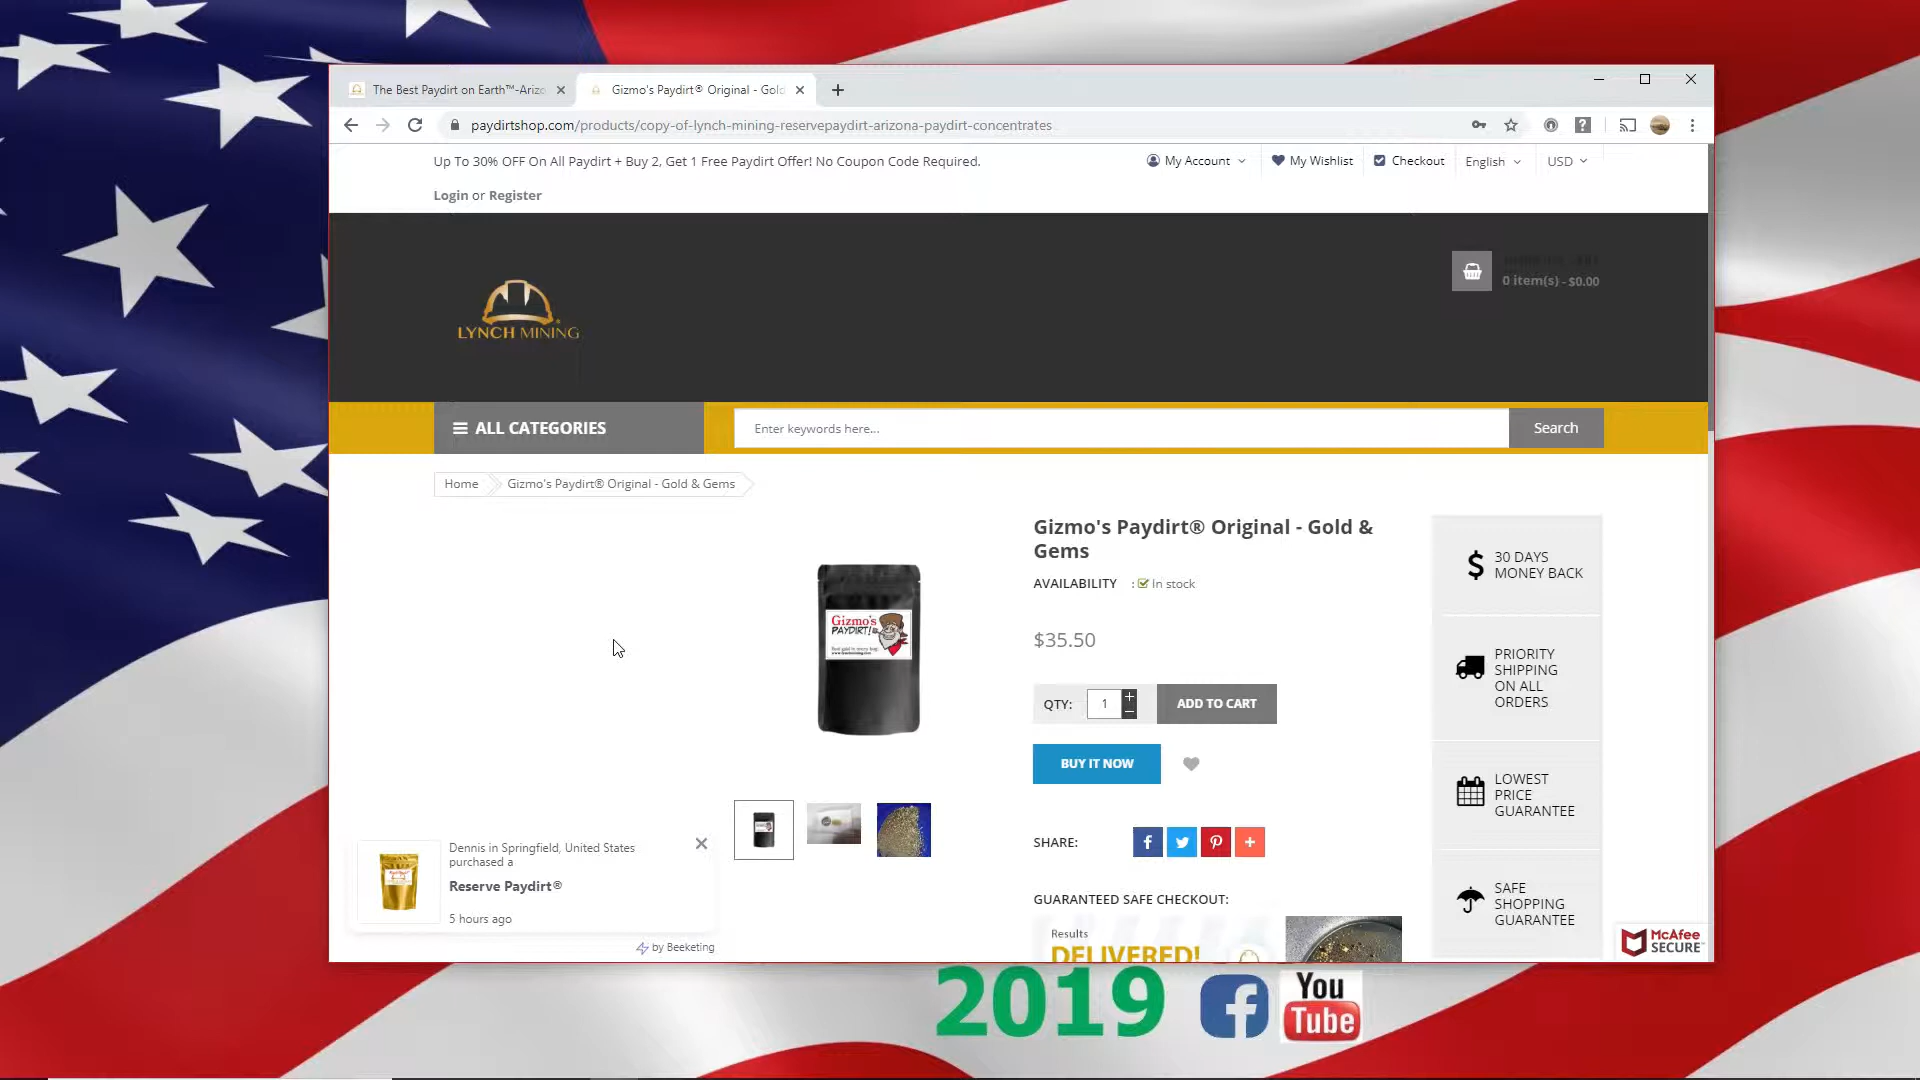 The Best Paydirt on Earth™-Arizo
Gizmo's Paydirt® Original - Gold
paydirtshop.com/products/copy-of-lynch-mining-reservepaydirt-arizona-paydirt-concentrates
Up To 30% OFF On All Paydirt + Buy 2, Get 1 Free Paydirt Offer! No Coupon Code Required.
My Account
My Wishlist
Checkout
English
USD
Login or Register
LYNCH MINING
0 item(s) - $0.00
ALL CATEGORIES
Enter keywords here...
Search
Home
Gizmo's Paydirt® Original - Gold & Gems
Gizmo's Paydirt® Original - Gold &
Gems
AVAILABILITY : In stock
$35.50
QTY: 1
ADD TO CART
BUY IT NOW
SHARE:
GUARANTEED SAFE CHECKOUT:
Results
DELIVERED!
Gizmo's
PAYDIRT!
30 DAYS
MONEY BACK
PRIORITY
SHIPPING
ON ALL
ORDERS
LOWEST
PRICE
GUARANTEE
SAFE
SHOPPING
GUARANTEE
Dennis in Springfield, United States
purchased a
Reserve Paydirt®
5 hours ago
by Beeketing
McAfee
SECURE
2019
You
Tube